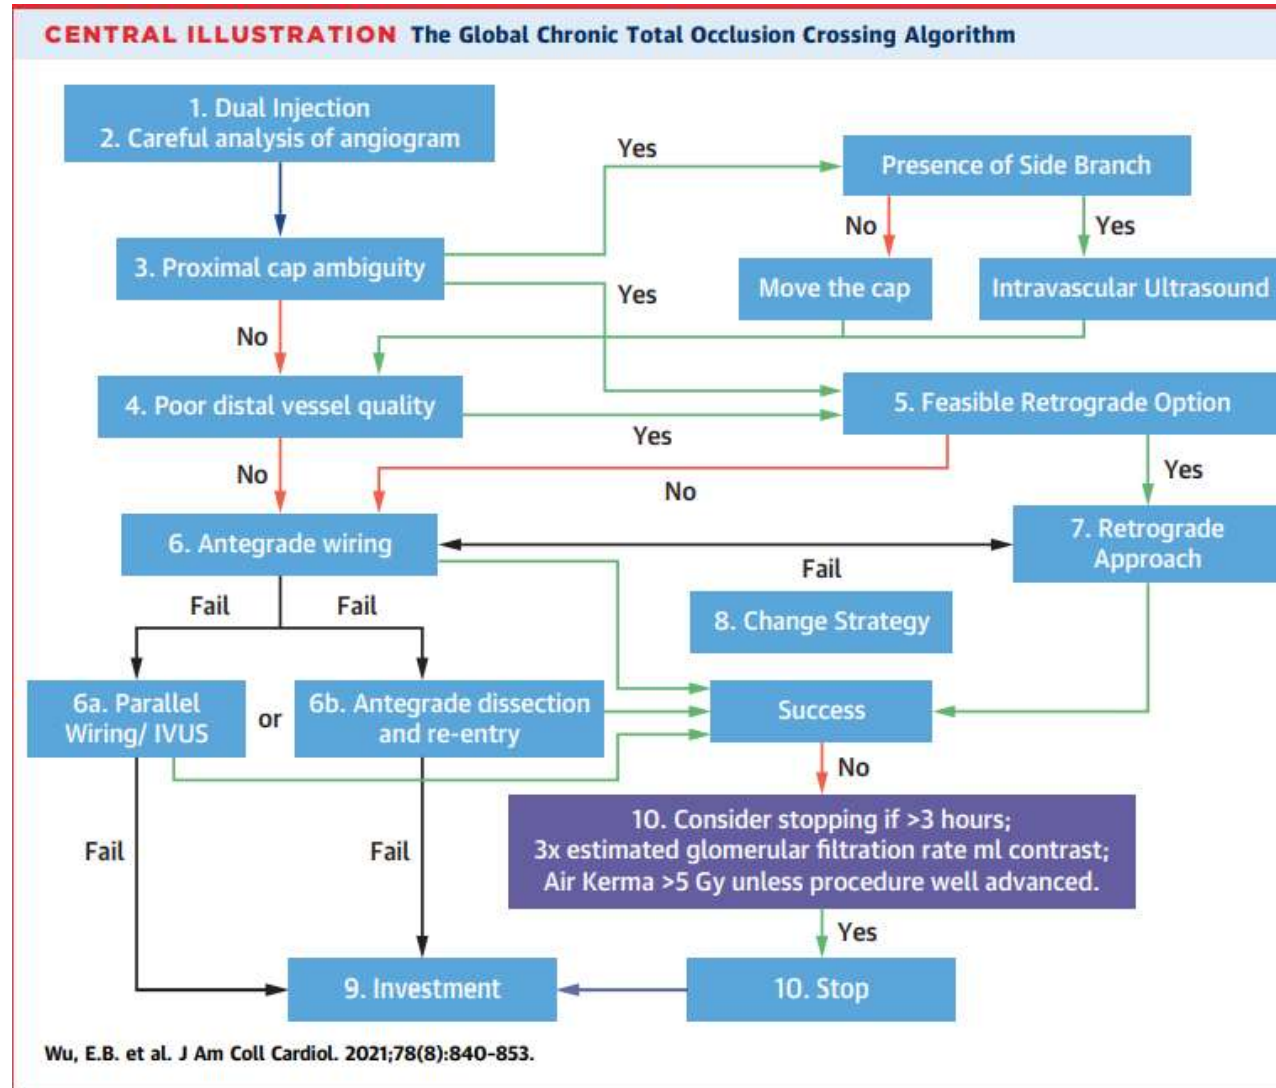 CENTRAL ILLUSTRATION The Global Chronic Total Occlusion Crossing Algorithm
1. Dual Injection
2. Careful analysis of angiogram
Yes
Presence of Side Branch
No
Yes
3. Proximal cap ambiguity
Yes
Move the cap
Intravascular Ultrasound
No
4. Poor distal vessel quality
5. Feasible Retrograde Option
Yes
No
No
Yes
6. Antegrade wiring
7. Retrograde
Approach
Fail
Fail
Fail
8. Change Strategy
6a. Parallel
Wiring/ IVUS
or
6b. Antegrade dissection
and re-entry
Success
No
10. Consider stopping if >3 hours;
3x estimated glomerular filtration rate ml contrast;
Air Kerma >5 Gy unless procedure well advanced.
Fail
Fail
Yes
9. Investment
10. Stop
Wu, E.B. et al. J Am Coll Cardiol. 2021;78(8):840-853.